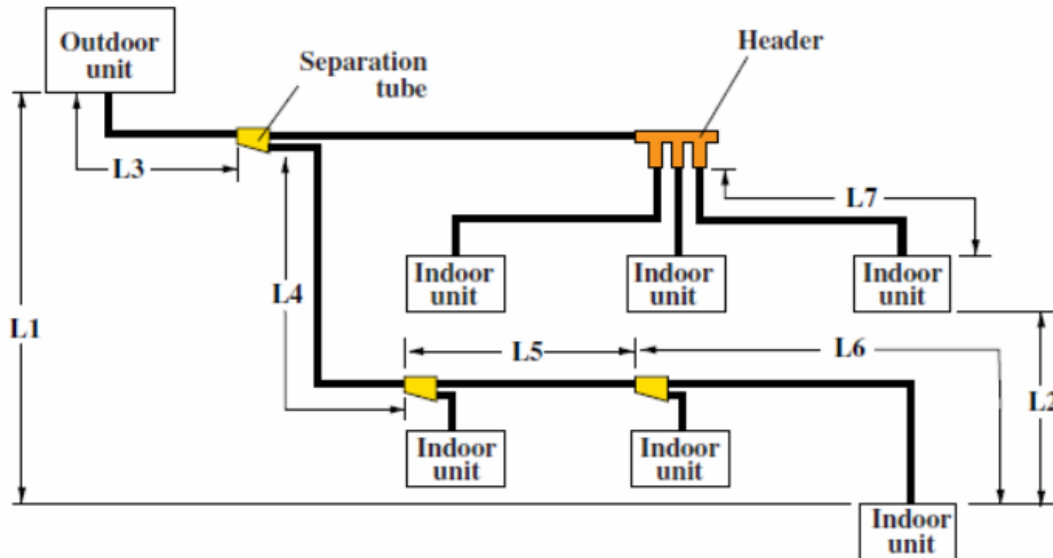 Outdoor
unit
Separation
tube
Header
L3
L7
Indoor
unit
Indoor
unit
Indoor
unit
L4
L1
L5
L6
L2
Indoor
unit
Indoor
unit
Indoor
unit